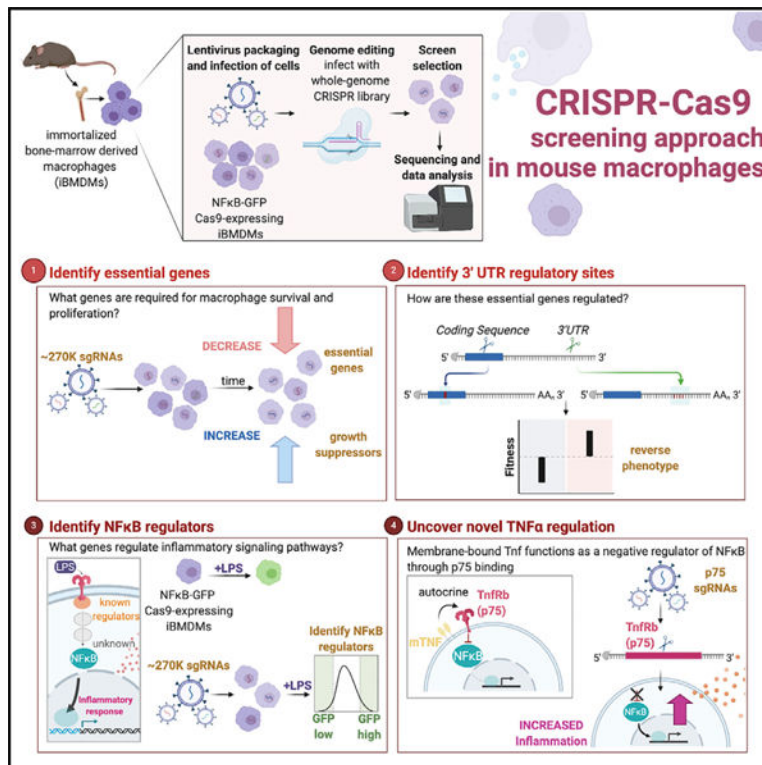 CRISPR-Cas9
screening approach
in mouse macrophages
immortalized
bone-marrow derived
macrophages
(iBMDMs)
Lentivirus packaging
and infection of cells
NFκB-GFP
Cas9-expressing
iBMDMs
Genome editing
infect with
whole-genome
CRISPR library
Screen
selection
Sequencing and
data analysis
1 Identify essential genes
What genes are required for macrophage survival and
proliferation?
~270K sgRNAs
time
DECREASE
essential
genes
INCREASE
growth
suppressors
2 Identify 3' UTR regulatory sites
How are these essential genes regulated?
Coding Sequence 3'UTR
5' 3'
5' AAn 3' 5' AAn 3'
Fitness
reverse
phenotype
3 Identify NFκB regulators
What genes regulate inflammatory signaling pathways?
LPS
known
regulators
unknown
NFκB
Inflammatory
response
+LPS
NFκB-GFP
Cas9-expressing
iBMDMs
~270K sgRNAs
+LPS
Identify NFκB
regulators
GFP GFP
low high
4 Uncover novel TNFα regulation
Membrane-bound Tnf functions as a negative regulator of NFκB
through p75 binding
autocrine
TnfRb
(p75)
mTNF
NFκB
p75
sgRNAs
TnfRb
(p75)
5' 3'
NFκB
INCREASED
Inflammation